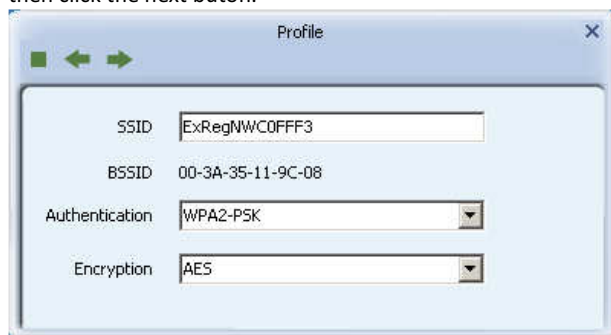 then click the next buton.
Profile
SSID ExRegNWC0FFF3
BSSID 00-3A-35-11-9C-08
Authentication WPA2-PSK
Encryption AES